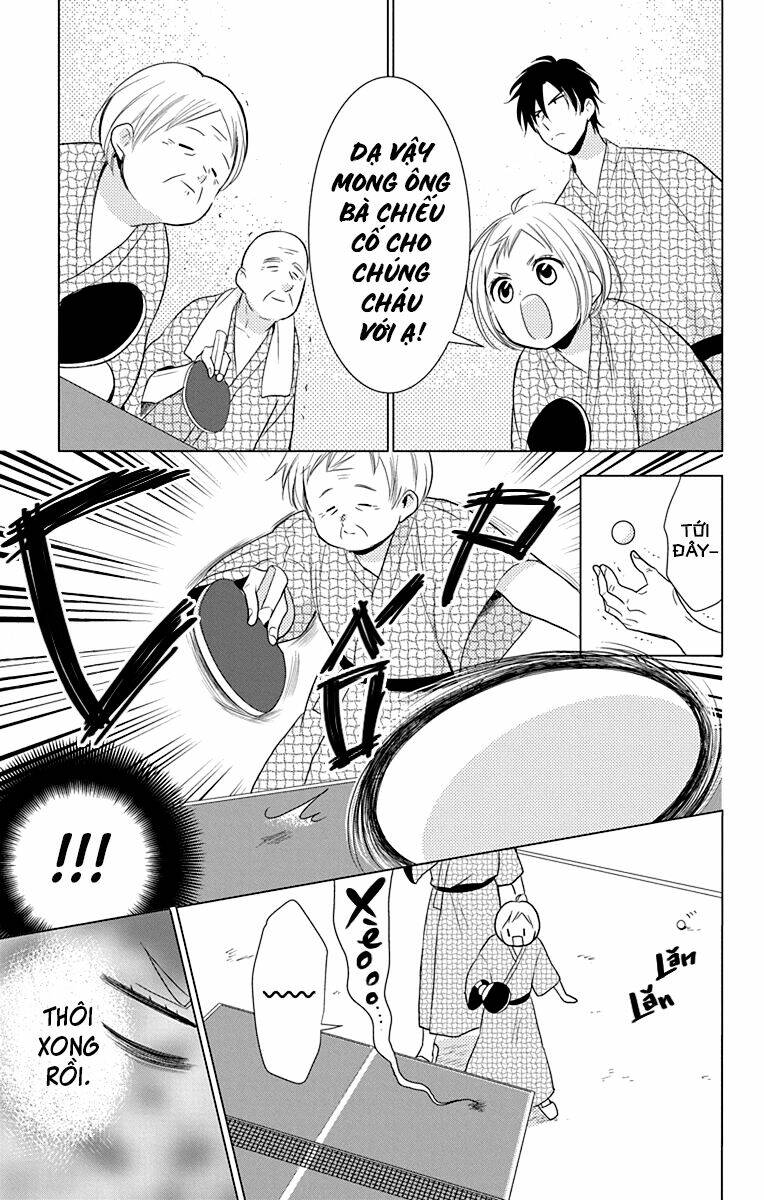 DẠ VẬY
MONG ÔNG
BÀ CHIẾU
CỐ CHO
CHÚNG
CHÁU
VỚI Ạ!
TỚI
ĐÂY-
!!!
Xèooo
Lăn
Lăn
THÔI
XONG
RỒI.